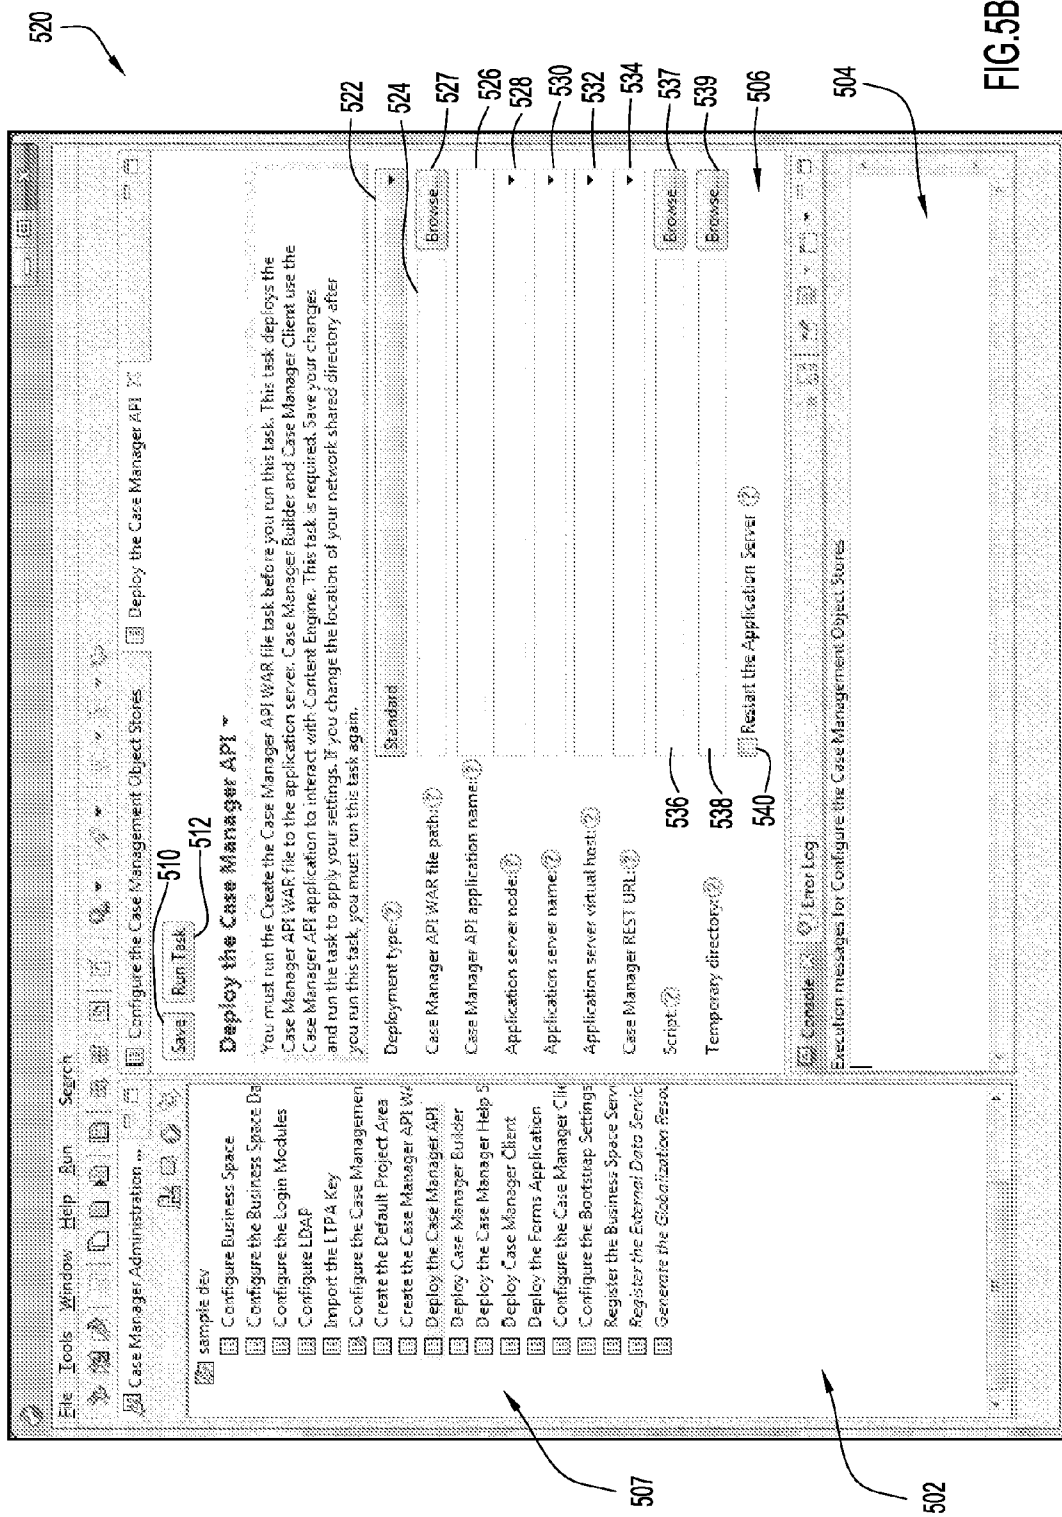 520
File Tools Window Help Run Search
Case Manager Administration ...
sample dev
Configure Business Space
Configure the Business Space Da
Configure the Login Modules
Configure LDAP
Import the LTPA Key
Configure the Case Managemen
Create the Default Project Area
Create the Case Manager API WA
Deploy the Case Manager API
Deploy Case Manager Builder
Deploy the Case Manager Help S
Deploy Case Manager Client
Deploy the Forms Application
Configure the Case Manager Clie
Configure the Bootstrap Settings
Register the Business Space Servi
Register the External Data Servic
Generate the Globalization Resou
507
502
Configure the Case Management Object Stores
Deploy the Case Manager API
Save
Run Task
510
512
Deploy the Case Manager API
You must run the Create the Case Manager API WAR file task before you run this task. This task deploys the
Case Manager API WAR file to the application server. Case Manager Builder and Case Manager Client use the
Case Manager API application to interact with Content Engine. This task is required. Save your changes
and run the task to apply your settings. If you change the location of your network shared directory after
you run this task, you must run this task again.
Deployment type: (?) Standard
522
Case Manager API WAR file path: (?) Browse...
524
527
Case Manager API application name: (?)
526
Application server node: (?)
528
Application server name: (?)
530
Application server virtual host: (?)
532
Case Manager REST URL: (?)
534
Script: (?) Browse...
536
537
Temporary directory: (?) Browse...
538
539
Restart the Application Server (?)
540
506
Console Error Log
Execution messages for Configure the Case Management Object Stores
504
FIG.5B